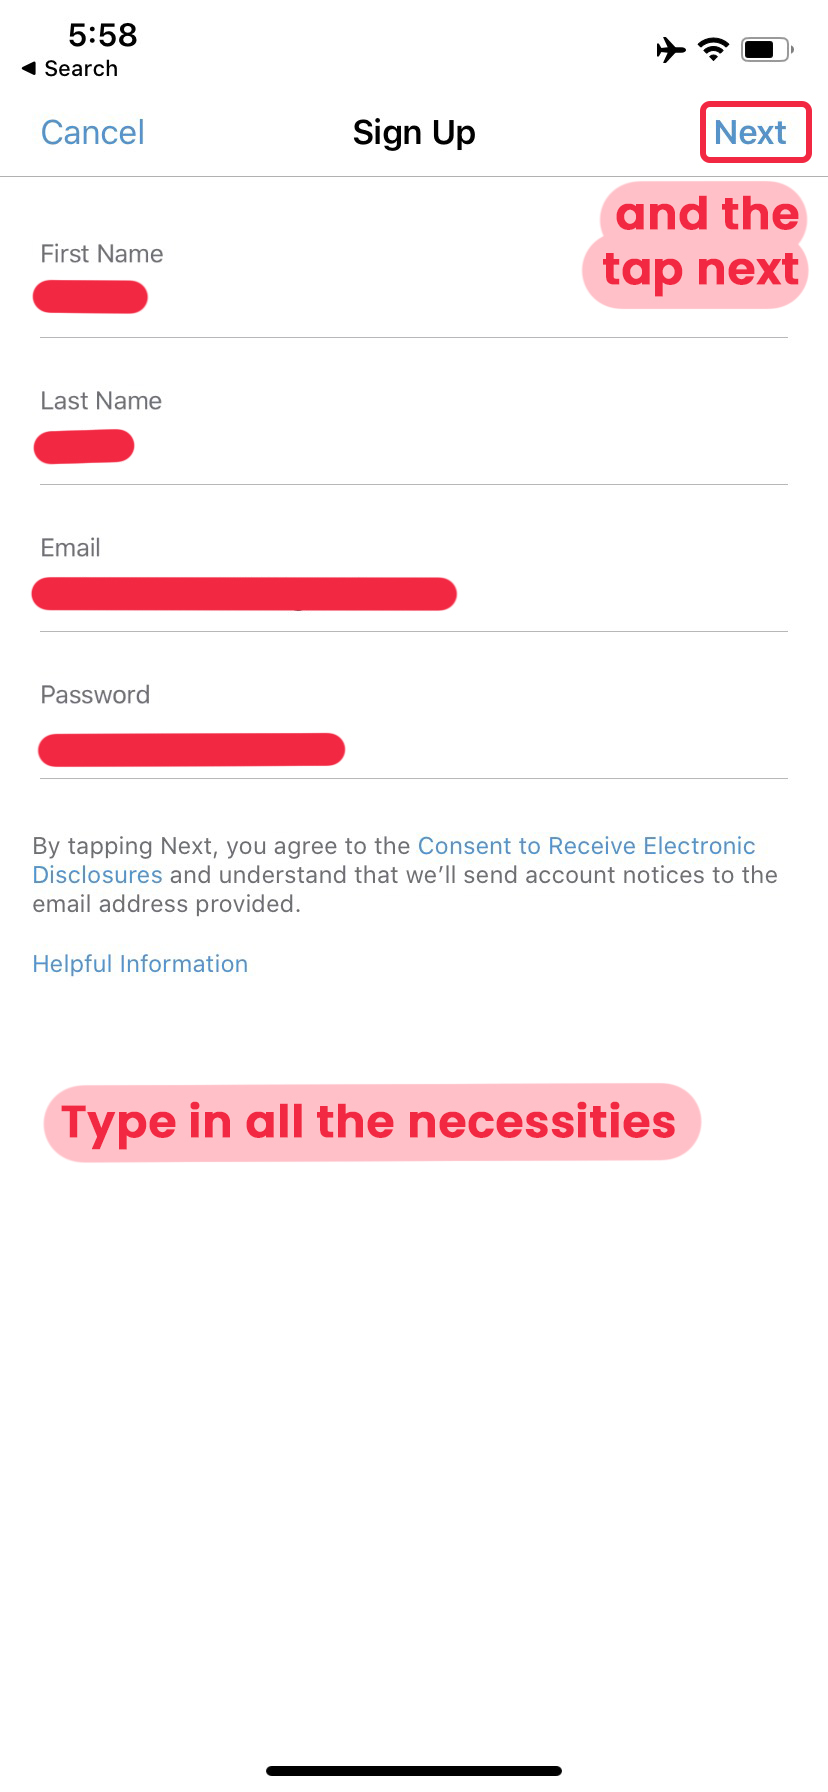 5:58
◀ Search
Cancel
Sign Up
Next
and the
tap next
First Name
Last Name
Email
Password
By tapping Next, you agree to the Consent to Receive Electronic
Disclosures and understand that we’ll send account notices to the
email address provided.
Helpful Information
Type in all the necessities